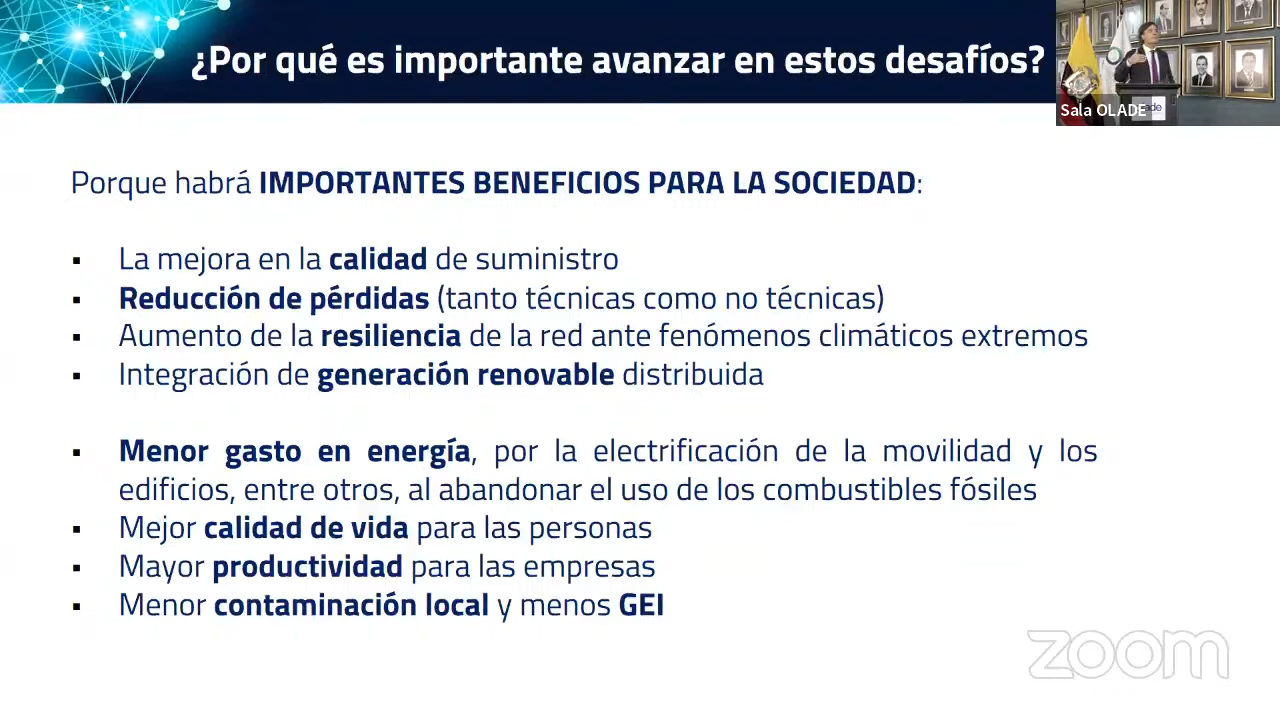 ¿Por qué es importante avanzar en estos desafíos?
Sala OLADE
Porque habrá IMPORTANTES BENEFICIOS PARA LA SOCIEDAD:
▪ La mejora en la calidad de suministro
▪ Reducción de pérdidas (tanto técnicas como no técnicas)
▪ Aumento de la resiliencia de la red ante fenómenos climáticos extremos
▪ Integración de generación renovable distribuida
▪ Menor gasto en energía, por la electrificación de la movilidad y los
edificios, entre otros, al abandonar el uso de los combustibles fósiles
▪ Mejor calidad de vida para las personas
▪ Mayor productividad para las empresas
▪ Menor contaminación local y menos GEI
zoom